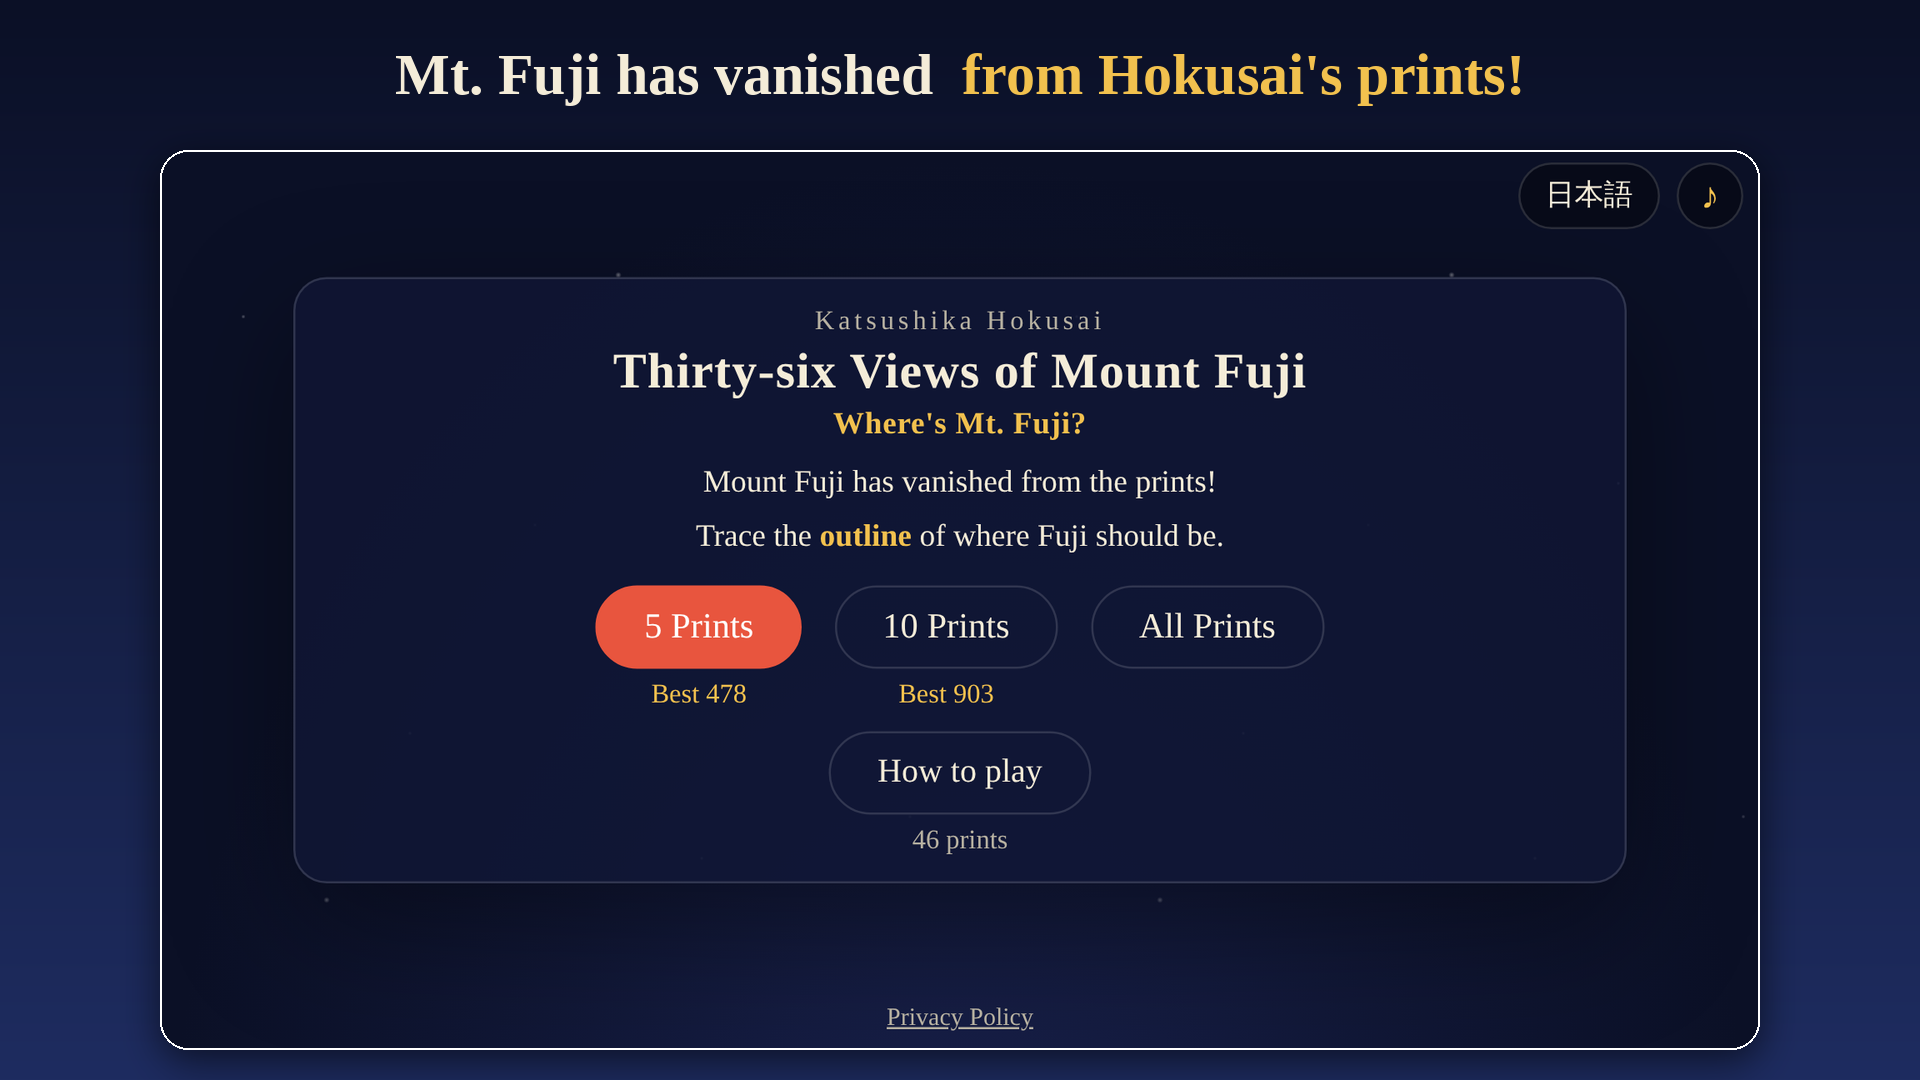 Mt. Fuji has vanished from Hokusai's prints!
日本語 ♪
Katsushika Hokusai
Thirty-six Views of Mount Fuji
Where's Mt. Fuji?
Mount Fuji has vanished from the prints!
Trace the outline of where Fuji should be.
5 Prints 10 Prints All Prints
Best 478 Best 903
How to play
46 prints
Privacy Policy